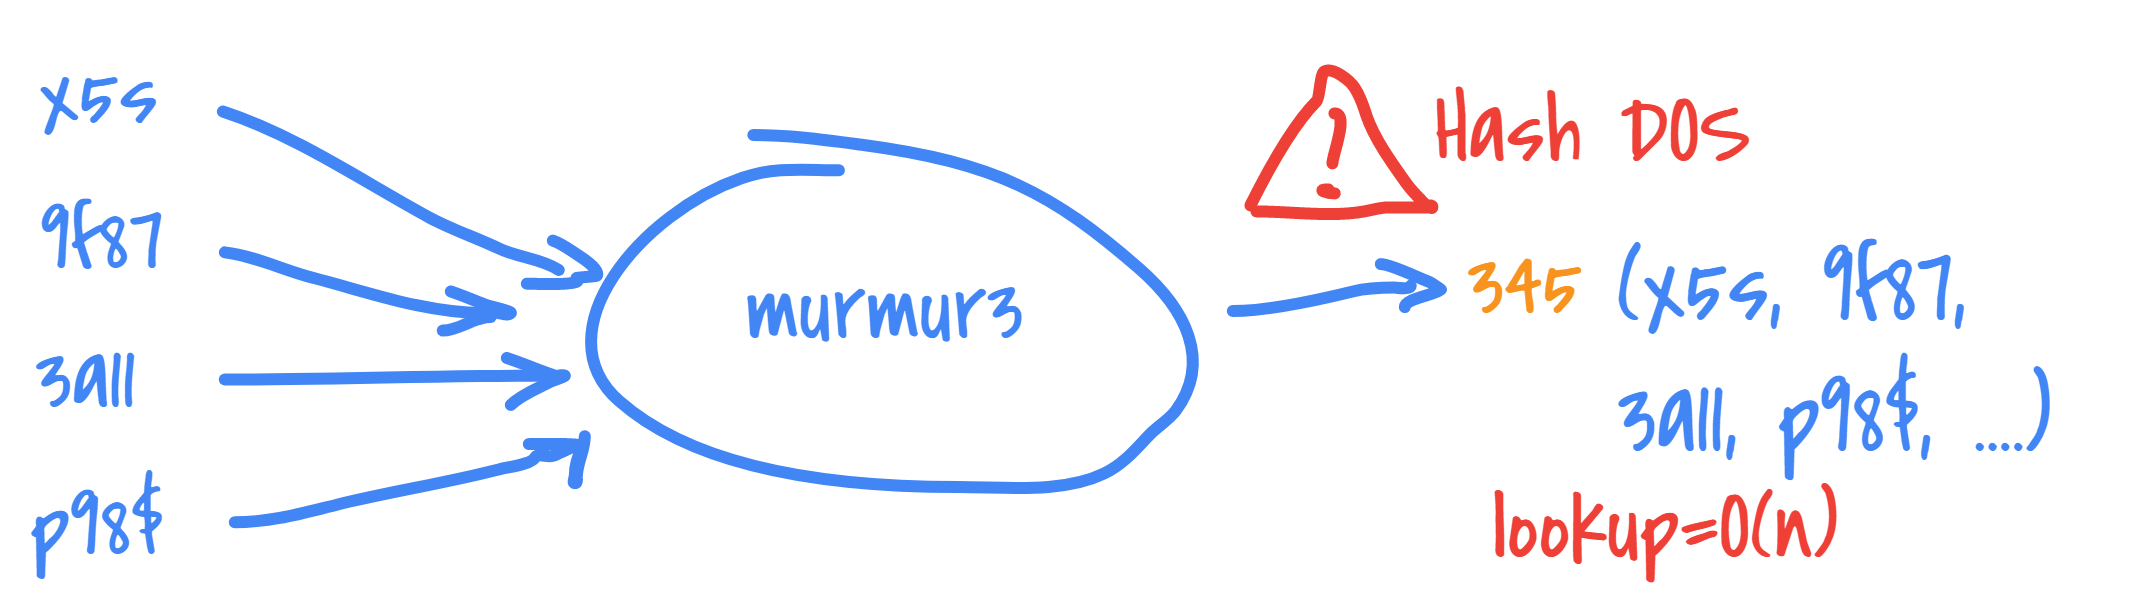 x5s
9f87
3all
p98$
murmur3
Hash DOS
345 (x5s, 9f87,
3all, p98$, ....)
lookup=O(n)